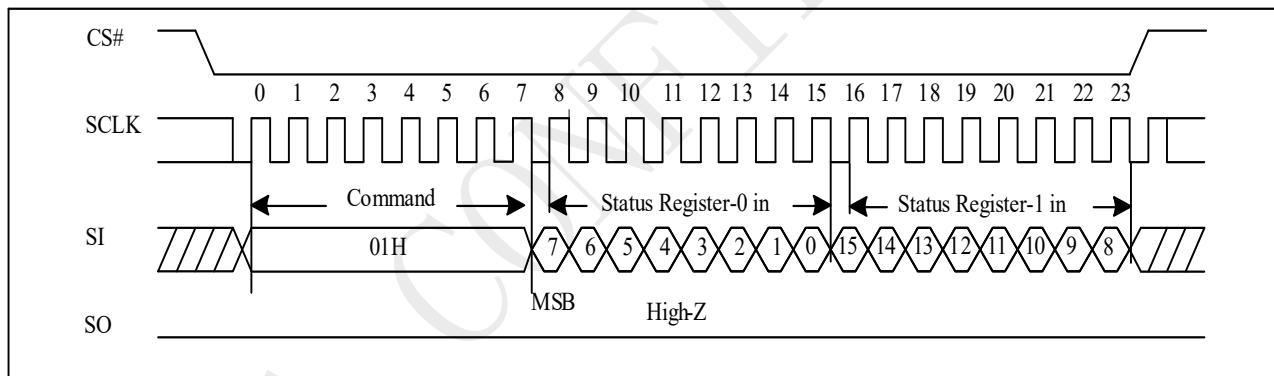 CS#
0 1 2 3 4 5 6 7 8 9 10 11 12 13 14 15 16 17 18 19 20 21 22 23
SCLK
Command Status Register-0 in Status Register-1 in
SI 01H 7 6 5 4 3 2 1 0 15 14 13 12 11 10 9 8
MSB High-Z
SO